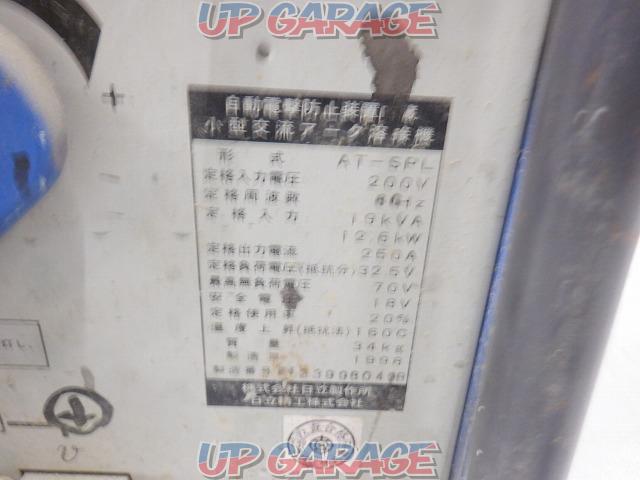 UP GARAGE
自動電撃防止装置
小型交流アーク溶接機
形式 AT-SPL
定格入力電圧 200V
定格周波数 60Hz
定格入力 19kVA
12.6kW
定格出力電流 250A
定格負荷電圧(抵抗分) 32.5V
最高無負荷電圧 70V
安全電圧 18V
定格使用率 20%
温度上昇(抵抗法) 160C
質量 34kg
製造年 1996
製造番号
株式会社日立製作所
日立精工株式会社
+
UP GARAGE